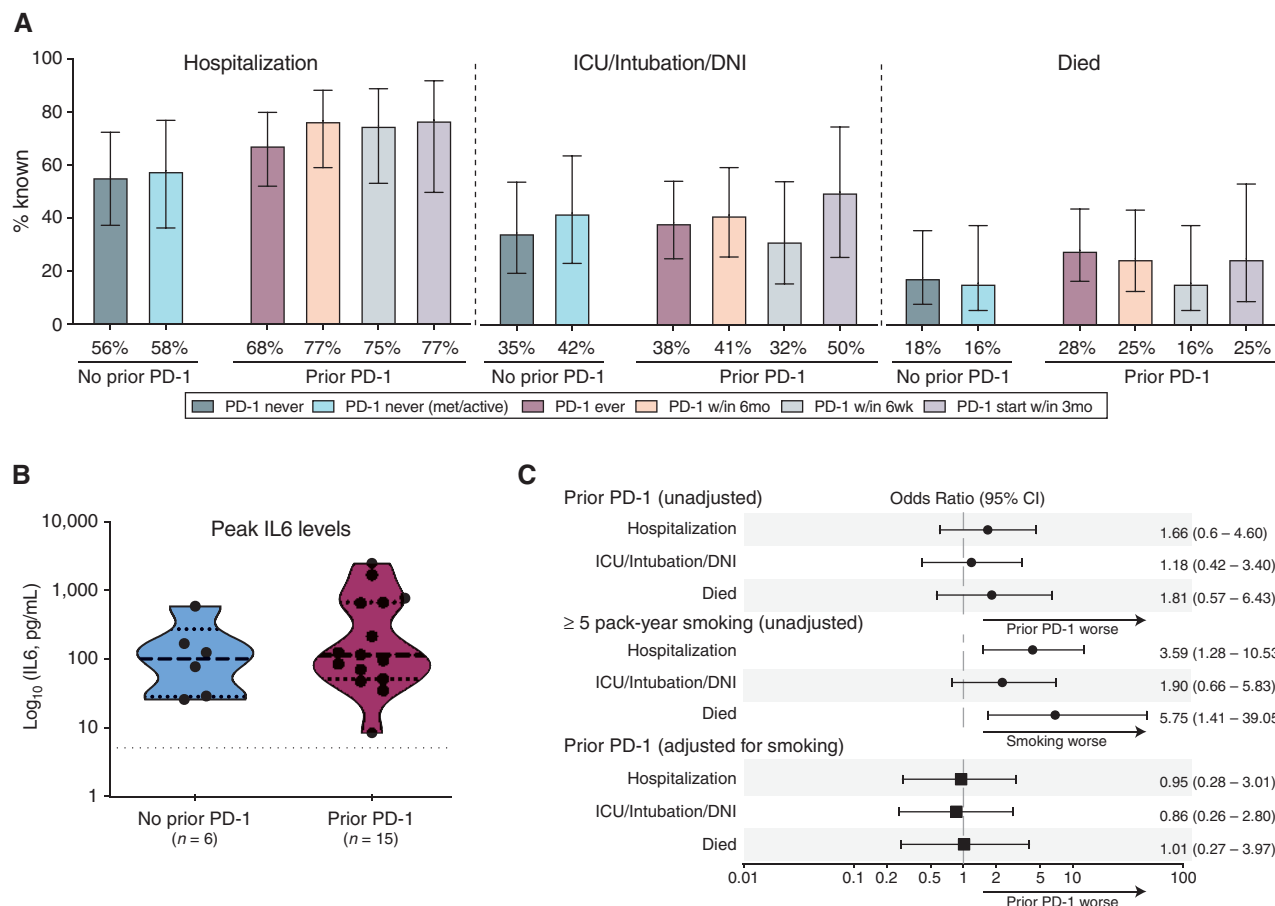 A
Hospitalization ICU/Intubation/DNI Died
% known
100
80
60
40
20
0
56% 58% 68% 77% 75% 77% 35% 42% 38% 41% 32% 50% 18% 16% 28% 25% 16% 25%
No prior PD-1 Prior PD-1 No prior PD-1 Prior PD-1 No prior PD-1 Prior PD-1
PD-1 never PD-1 never (met/active) PD-1 ever PD-1 w/in 6mo PD-1 w/in 6wk PD-1 start w/in 3mo
B
Peak IL6 levels
Log10 (IL6, pg/mL)
10,000
1,000
100
10
1
No prior PD-1 Prior PD-1
(n = 6) (n = 15)
C
Prior PD-1 (unadjusted) Odds Ratio (95% CI)
Hospitalization 1.66 (0.6 – 4.60)
ICU/Intubation/DNI 1.18 (0.42 – 3.40)
Died 1.81 (0.57 – 6.43)
Prior PD-1 worse
≥ 5 pack-year smoking (unadjusted)
Hospitalization 3.59 (1.28 – 10.53)
ICU/Intubation/DNI 1.90 (0.66 – 5.83)
Died 5.75 (1.41 – 39.05
Smoking worse
Prior PD-1 (adjusted for smoking)
Hospitalization 0.95 (0.28 – 3.01)
ICU/Intubation/DNI 0.86 (0.26 – 2.80)
Died 1.01 (0.27 – 3.97)
0.01 0.1 0.2 0.5 1 2 5 10 100
Prior PD-1 worse